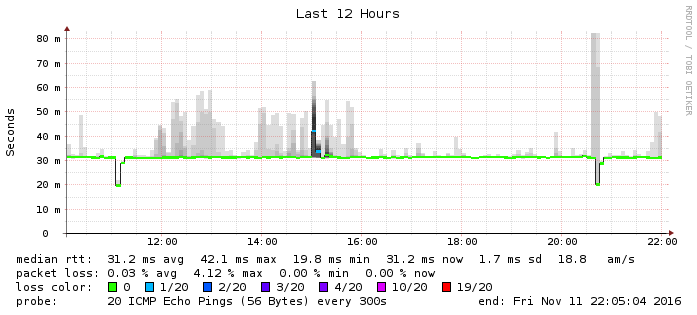 Last 12 Hours
RRDTOOL / TOBI OETIKER
Seconds
80 m
70 m
60 m
50 m
40 m
30 m
20 m
10 m
0
12:00 14:00 16:00 18:00 20:00 22:00
median rtt: 31.2 ms avg 42.1 ms max 19.8 ms min 31.2 ms now 1.7 ms sd 18.8 am/s
packet loss: 0.03 % avg 4.12 % max 0.00 % min 0.00 % now
loss color: 0 1/20 2/20 3/20 4/20 10/20 19/20
probe: 20 ICMP Echo Pings (56 Bytes) every 300s end: Fri Nov 11 22:05:04 2016